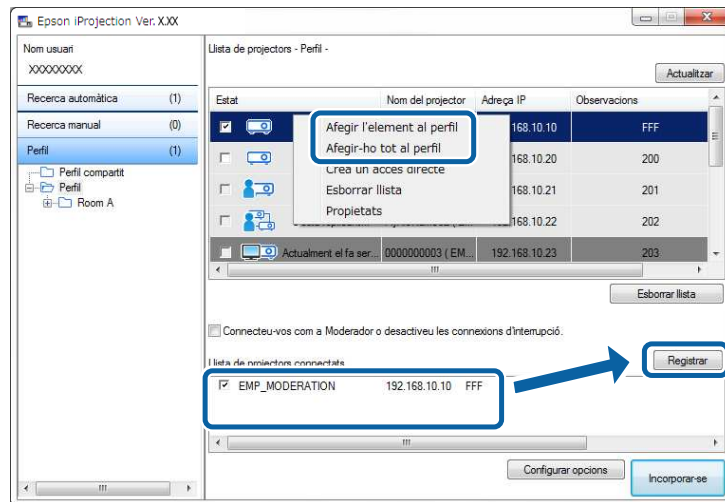 Epson iProjection Ver. X.XX
Nom usuari
XXXXXXXX
Recerca automàtica (1)
Recerca manual (0)
Perfil (1)
Perfil compartit
Perfil
Room A
Llista de projectors - Perfil -
Actualitzar
Estat Nom del projector Adreça IP Observacions
168.10.10 FFF
168.10.20 200
168.10.21 201
168.10.22 202
Actualment el fa ser... 0000000003 ( EM... 192.168.10.23 203
Afegir l'element al perfil
Afegir-ho tot al perfil
Crea un accés directe
Esborrar llista
Propietats
Esborrar llista
Connecteu-vos com a Moderador o desactiveu les connexions d'interrupció.
Llista de projectors connectats
Registrar
EMP_MODERATION 192.168.10.10 FFF
Configurar opcions
Incorporar-se